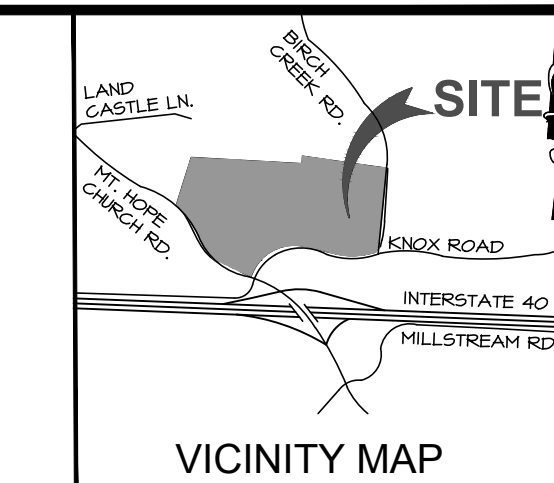 BIRCH
CREEK RD.
LAND
CASTLE LN.
SITE
MT. HOPE
CHURCH RD.
KNOX ROAD
INTERSTATE 40
MILLSTREAM RD
VICINITY MAP